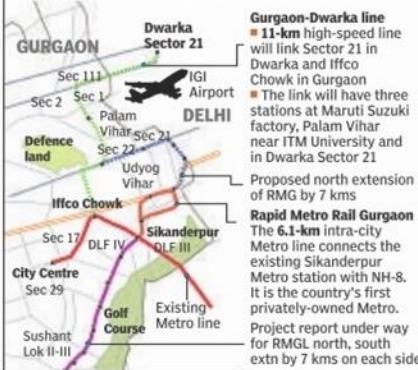 GURGAON
Dwarka
Sector 21
Sec 111
IGI
Airport
Sec 2
Sec 1
DELHI
Palam
Vihar
Sec 21
Defence
land
Sec 22
Udyog
Vihar
Iffco Chowk
Sec 17
DLF IV
Sikanderpur
DLF III
City Centre
Sec 29
Golf
Course
Existing
Metro line
Sushant
Lok II-III
Gurgaon-Dwarka line
11-km high-speed line
will link Sector 21 in
Dwarka and Iffco
Chowk in Gurgaon
The link will have three
stations at Maruti Suzuki
factory, Palam Vihar
near ITM University and
in Dwarka Sector 21
Proposed north extension
of RMG by 7 kms
Rapid Metro Rail Gurgaon
The 6.1-km intra-city
Metro line connects the
existing Sikanderpur
Metro station with NH-8.
It is the country's first
privately-owned Metro.
Project report under way
for RMGL north, south
extn by 7 kms on each side